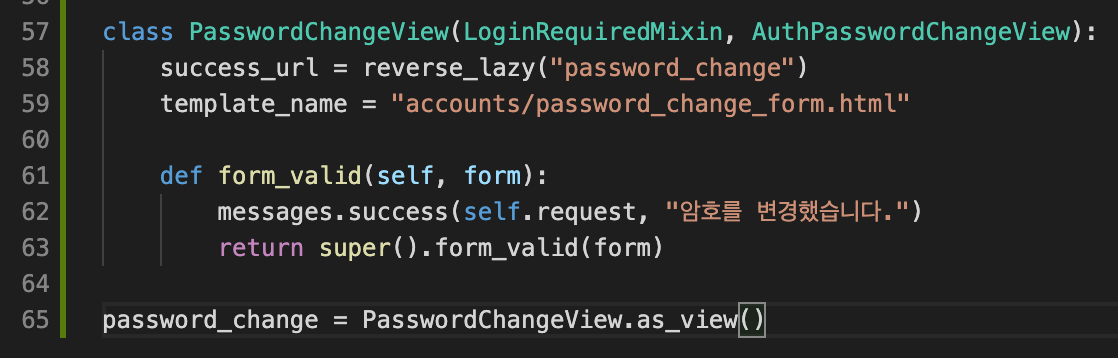 57 class PasswordChangeView(LoginRequiredMixin, AuthPasswordChangeView):
58     success_url = reverse_lazy("password_change")
59     template_name = "accounts/password_change_form.html"
60
61     def form_valid(self, form):
62         messages.success(self.request, "암호를 변경했습니다.")
63         return super().form_valid(form)
64
65 password_change = PasswordChangeView.as_view()